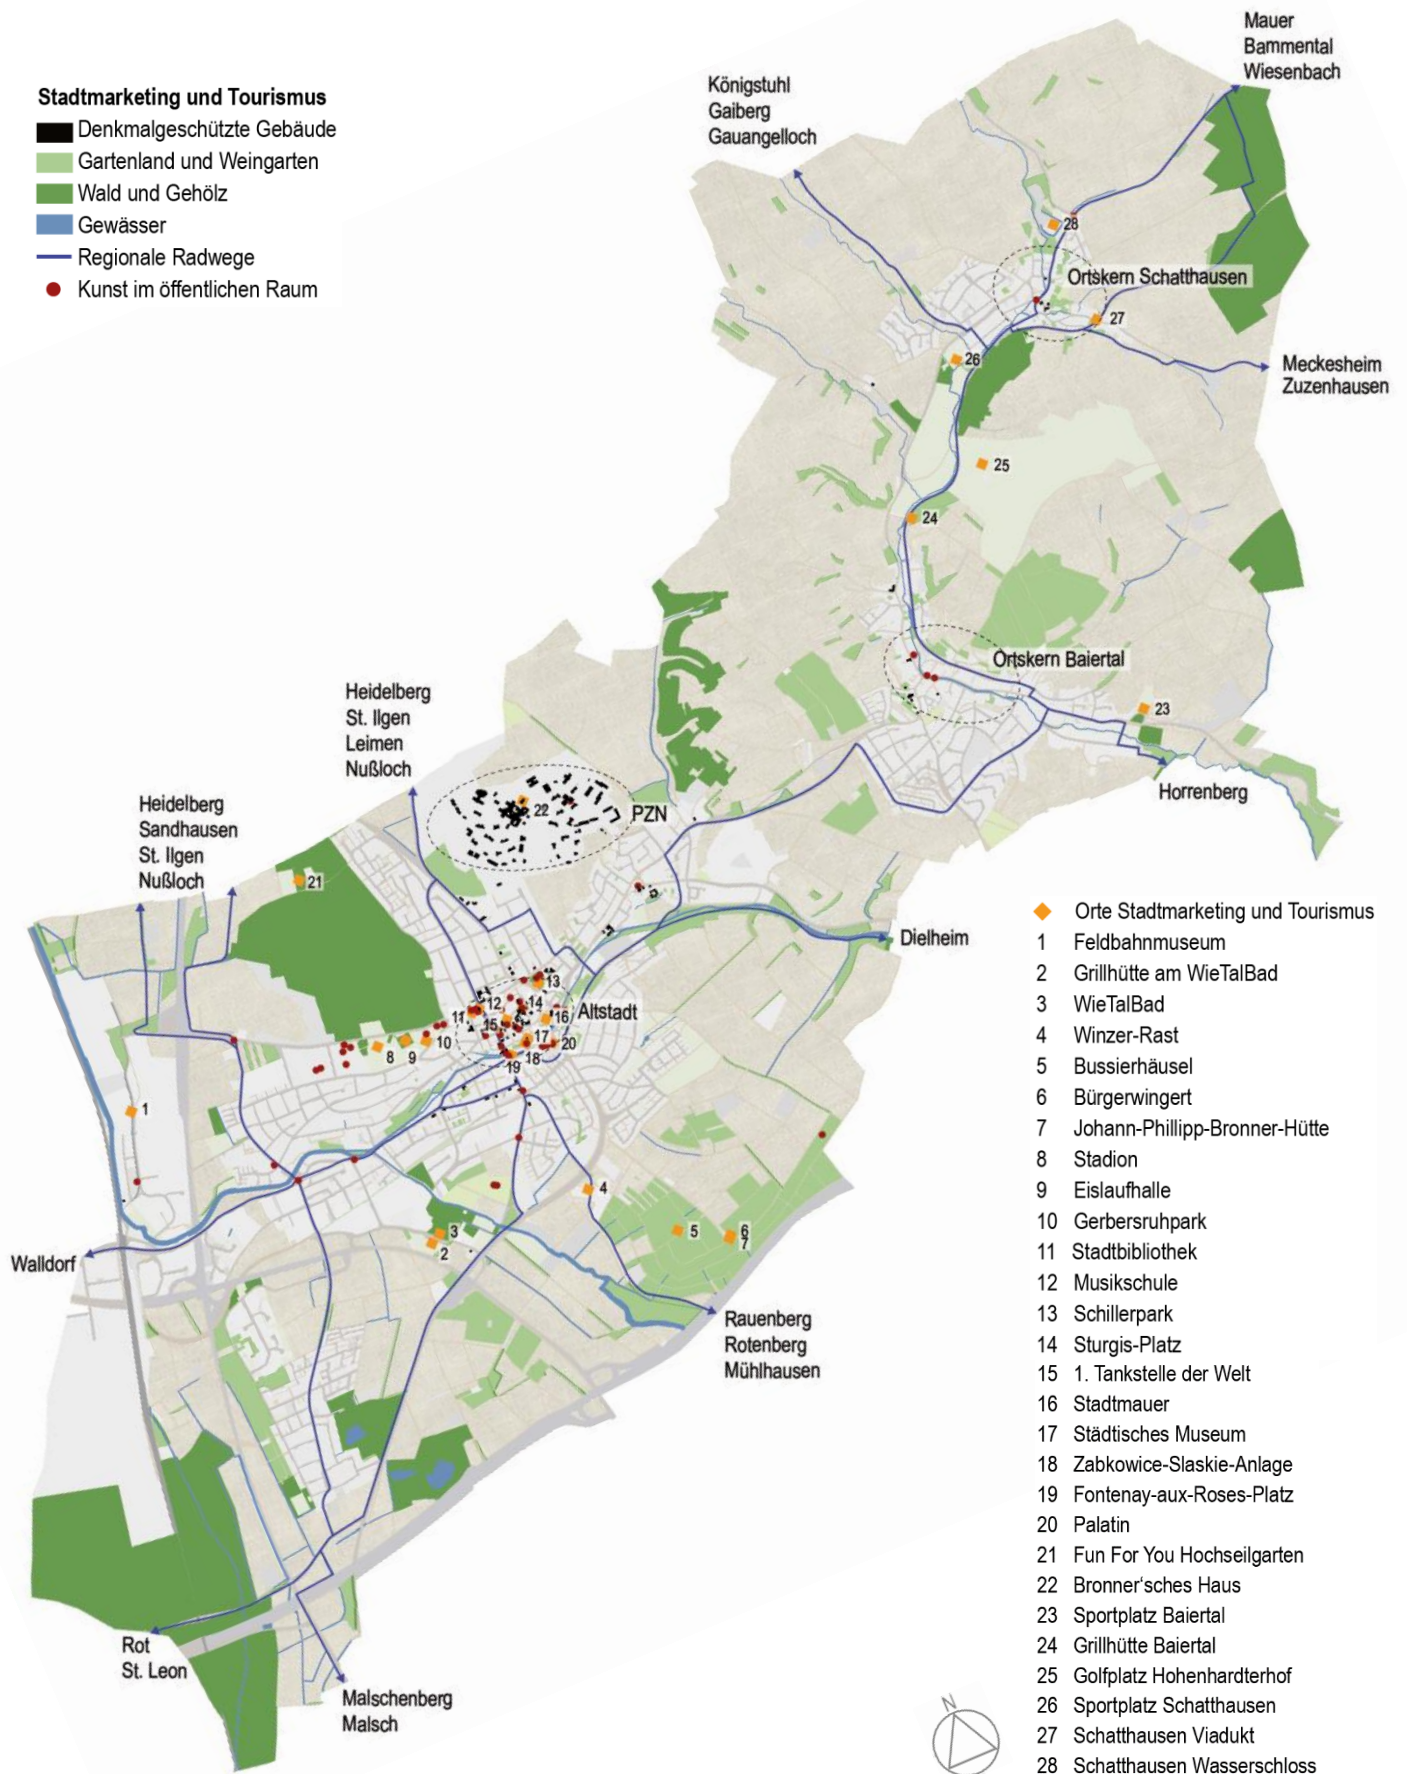 Mauer
Bammental
Wiesenbach
Königstuhl
Gaiberg
Gauangelloch
Stadtmarketing und Tourismus
Denkmalgeschützte Gebäude
Gartenland und Weingarten
Wald und Gehölz
Gewässer
Regionale Radwege
Kunst im öffentlichen Raum
28
Ortskern Schatthausen
27
26
Meckesheim
Zuzenhausen
25
24
Ortskern Baiertal
23
Horrenberg
Heidelberg
St. Ilgen
Leimen
Nußloch
Heidelberg
Sandhausen
St. Ilgen
Nußloch
22
PZN
21
Dielheim
13
12
14
11
16
Altstadt
15
17
20
10
9
8
18
19
1
4
5
6
7
3
2
Walldorf
Rauenberg
Rotenberg
Mühlhausen
Rot
St. Leon
Malschenberg
Malsch
Orte Stadtmarketing und Tourismus
1 Feldbahnmuseum
2 Grillhütte am WieTalBad
3 WieTalBad
4 Winzer-Rast
5 Bussierhäusel
6 Bürgerwingert
7 Johann-Phillipp-Bronner-Hütte
8 Stadion
9 Eislaufhalle
10 Gerbersruhpark
11 Stadtbibliothek
12 Musikschule
13 Schillerpark
14 Sturgis-Platz
15 1. Tankstelle der Welt
16 Stadtmauer
17 Städtisches Museum
18 Zabkowice-Slaskie-Anlage
19 Fontenay-aux-Roses-Platz
20 Palatin
21 Fun For You Hochseilgarten
22 Bronner‘sches Haus
23 Sportplatz Baiertal
24 Grillhütte Baiertal
25 Golfplatz Hohenhardterhof
26 Sportplatz Schatthausen
27 Schatthausen Viadukt
28 Schatthausen Wasserschloss
N